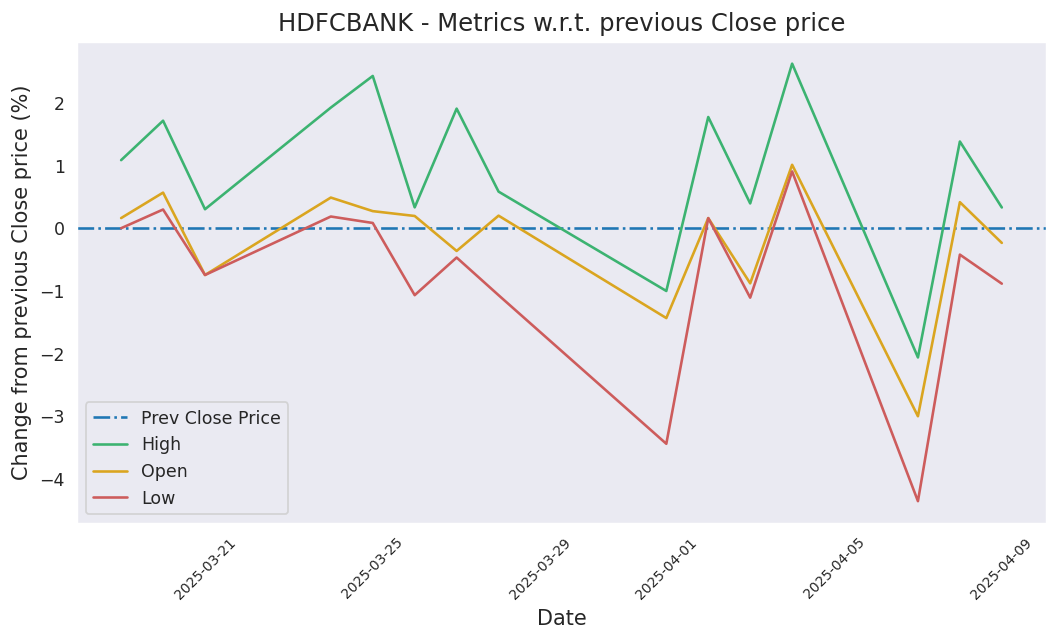 HDFCBANK - Metrics w.r.t. previous Close price
Change from previous Close price (%)
2
1
0
−1
−2
−3
−4
Prev Close Price
High
Open
Low
2025-03-21
2025-03-25
2025-03-29
2025-04-01
2025-04-05
2025-04-09
Date